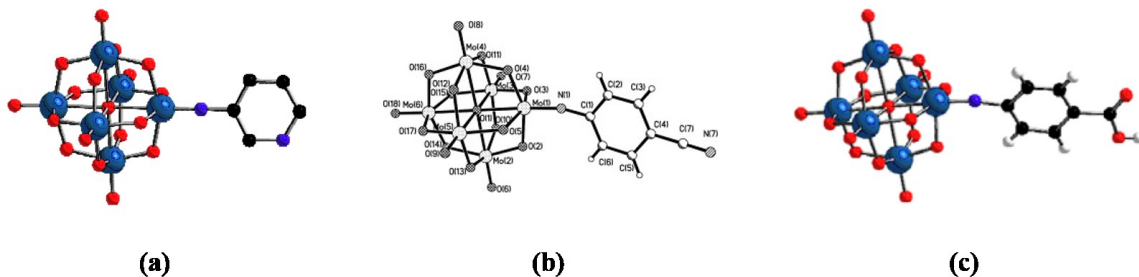 O(8)
Mo(4)
O(11)
O(16)
O(4)
O(7)
O(12)
O(15)
O(3)
N(1)
C(2)
C(3)
Mo(6)
O(18)
Mo(1)
C(1)
O(1)
O(10)
C(4)
C(7)
N(7)
O(17)
Mo(5)
O(5)
O(14)
O(9)
O(2)
C(6)
C(5)
O(13)
Mo(2)
O(6)
(a)
(b)
(c)